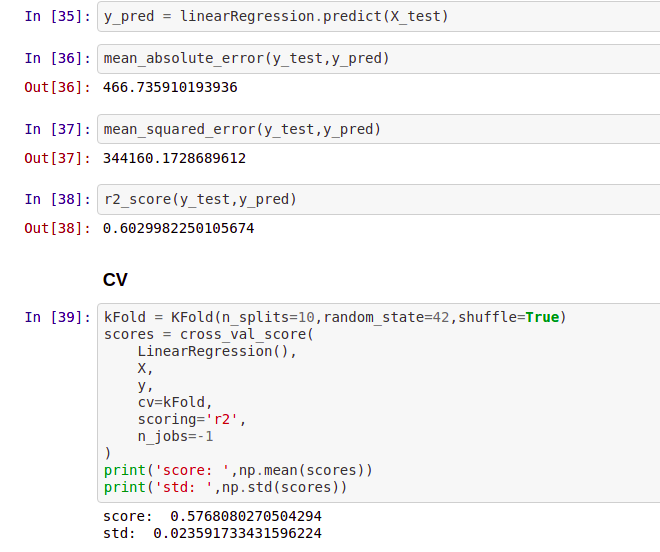 In [35]: y_pred = linearRegression.predict(X_test)
In [36]: mean_absolute_error(y_test,y_pred)
Out[36]: 466.735910193936
In [37]: mean_squared_error(y_test,y_pred)
Out[37]: 344160.1728689612
In [38]: r2_score(y_test,y_pred)
Out[38]: 0.6029982250105674
CV
In [39]: kFold = KFold(n_splits=10,random_state=42,shuffle=True)
scores = cross_val_score(
    LinearRegression(),
    X,
    y,
    cv=kFold,
    scoring='r2',
    n_jobs=-1
)
print('score: ',np.mean(scores))
print('std: ',np.std(scores))
score:  0.5768080270504294
std:  0.023591733431596224